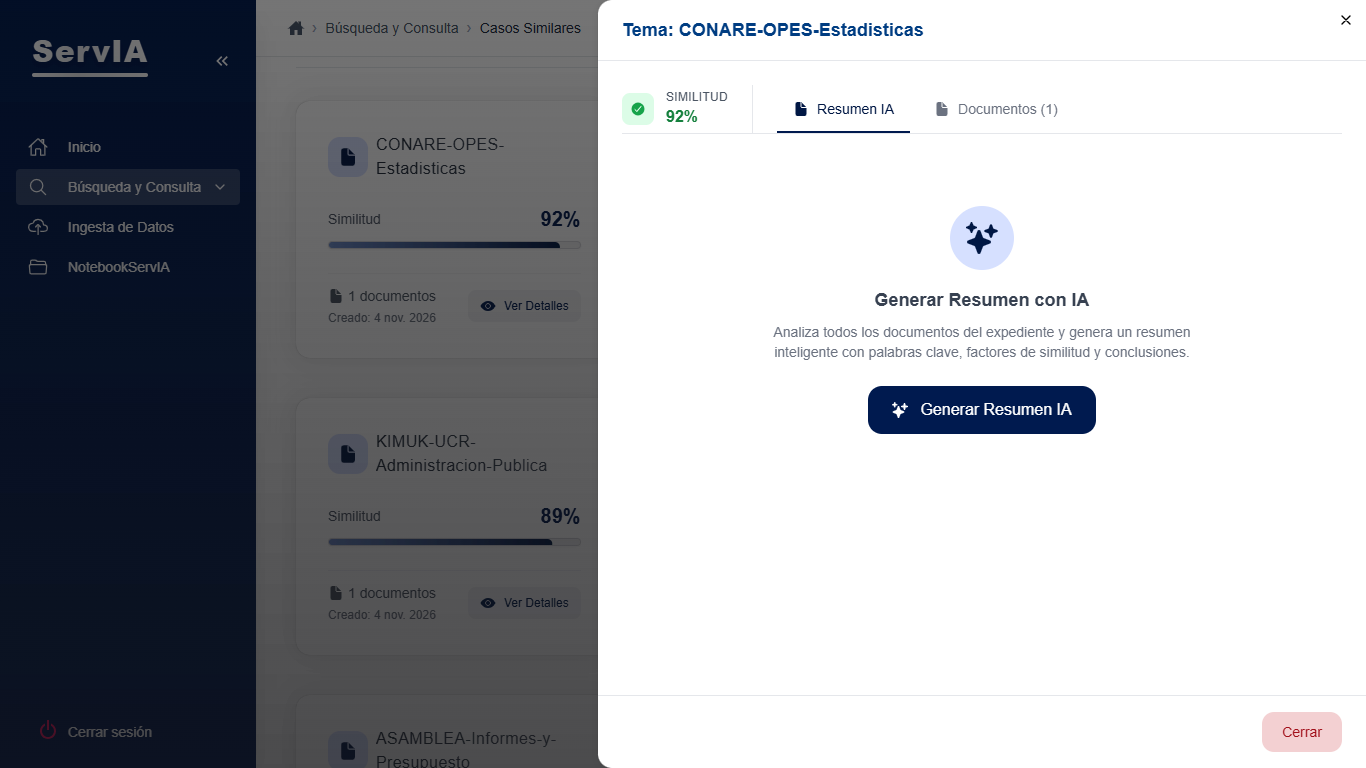 ServIA
Inicio
Búsqueda y Consulta
Ingesta de Datos
NotebookServIA
Cerrar sesión
Búsqueda y Consulta › Casos Similares
CONARE-OPES-
Estadisticas
Similitud 92%
1 documentos
Creado: 4 nov. 2026
Ver Detalles
KIMUK-UCR-
Administracion-Publica
Similitud 89%
1 documentos
Creado: 4 nov. 2026
Ver Detalles
ASAMBLEA-Informes-y-
Presupuesto
Tema: CONARE-OPES-Estadisticas
SIMILITUD
92%
Resumen IA
Documentos (1)
Generar Resumen con IA
Analiza todos los documentos del expediente y genera un resumen
inteligente con palabras clave, factores de similitud y conclusiones.
Generar Resumen IA
Cerrar